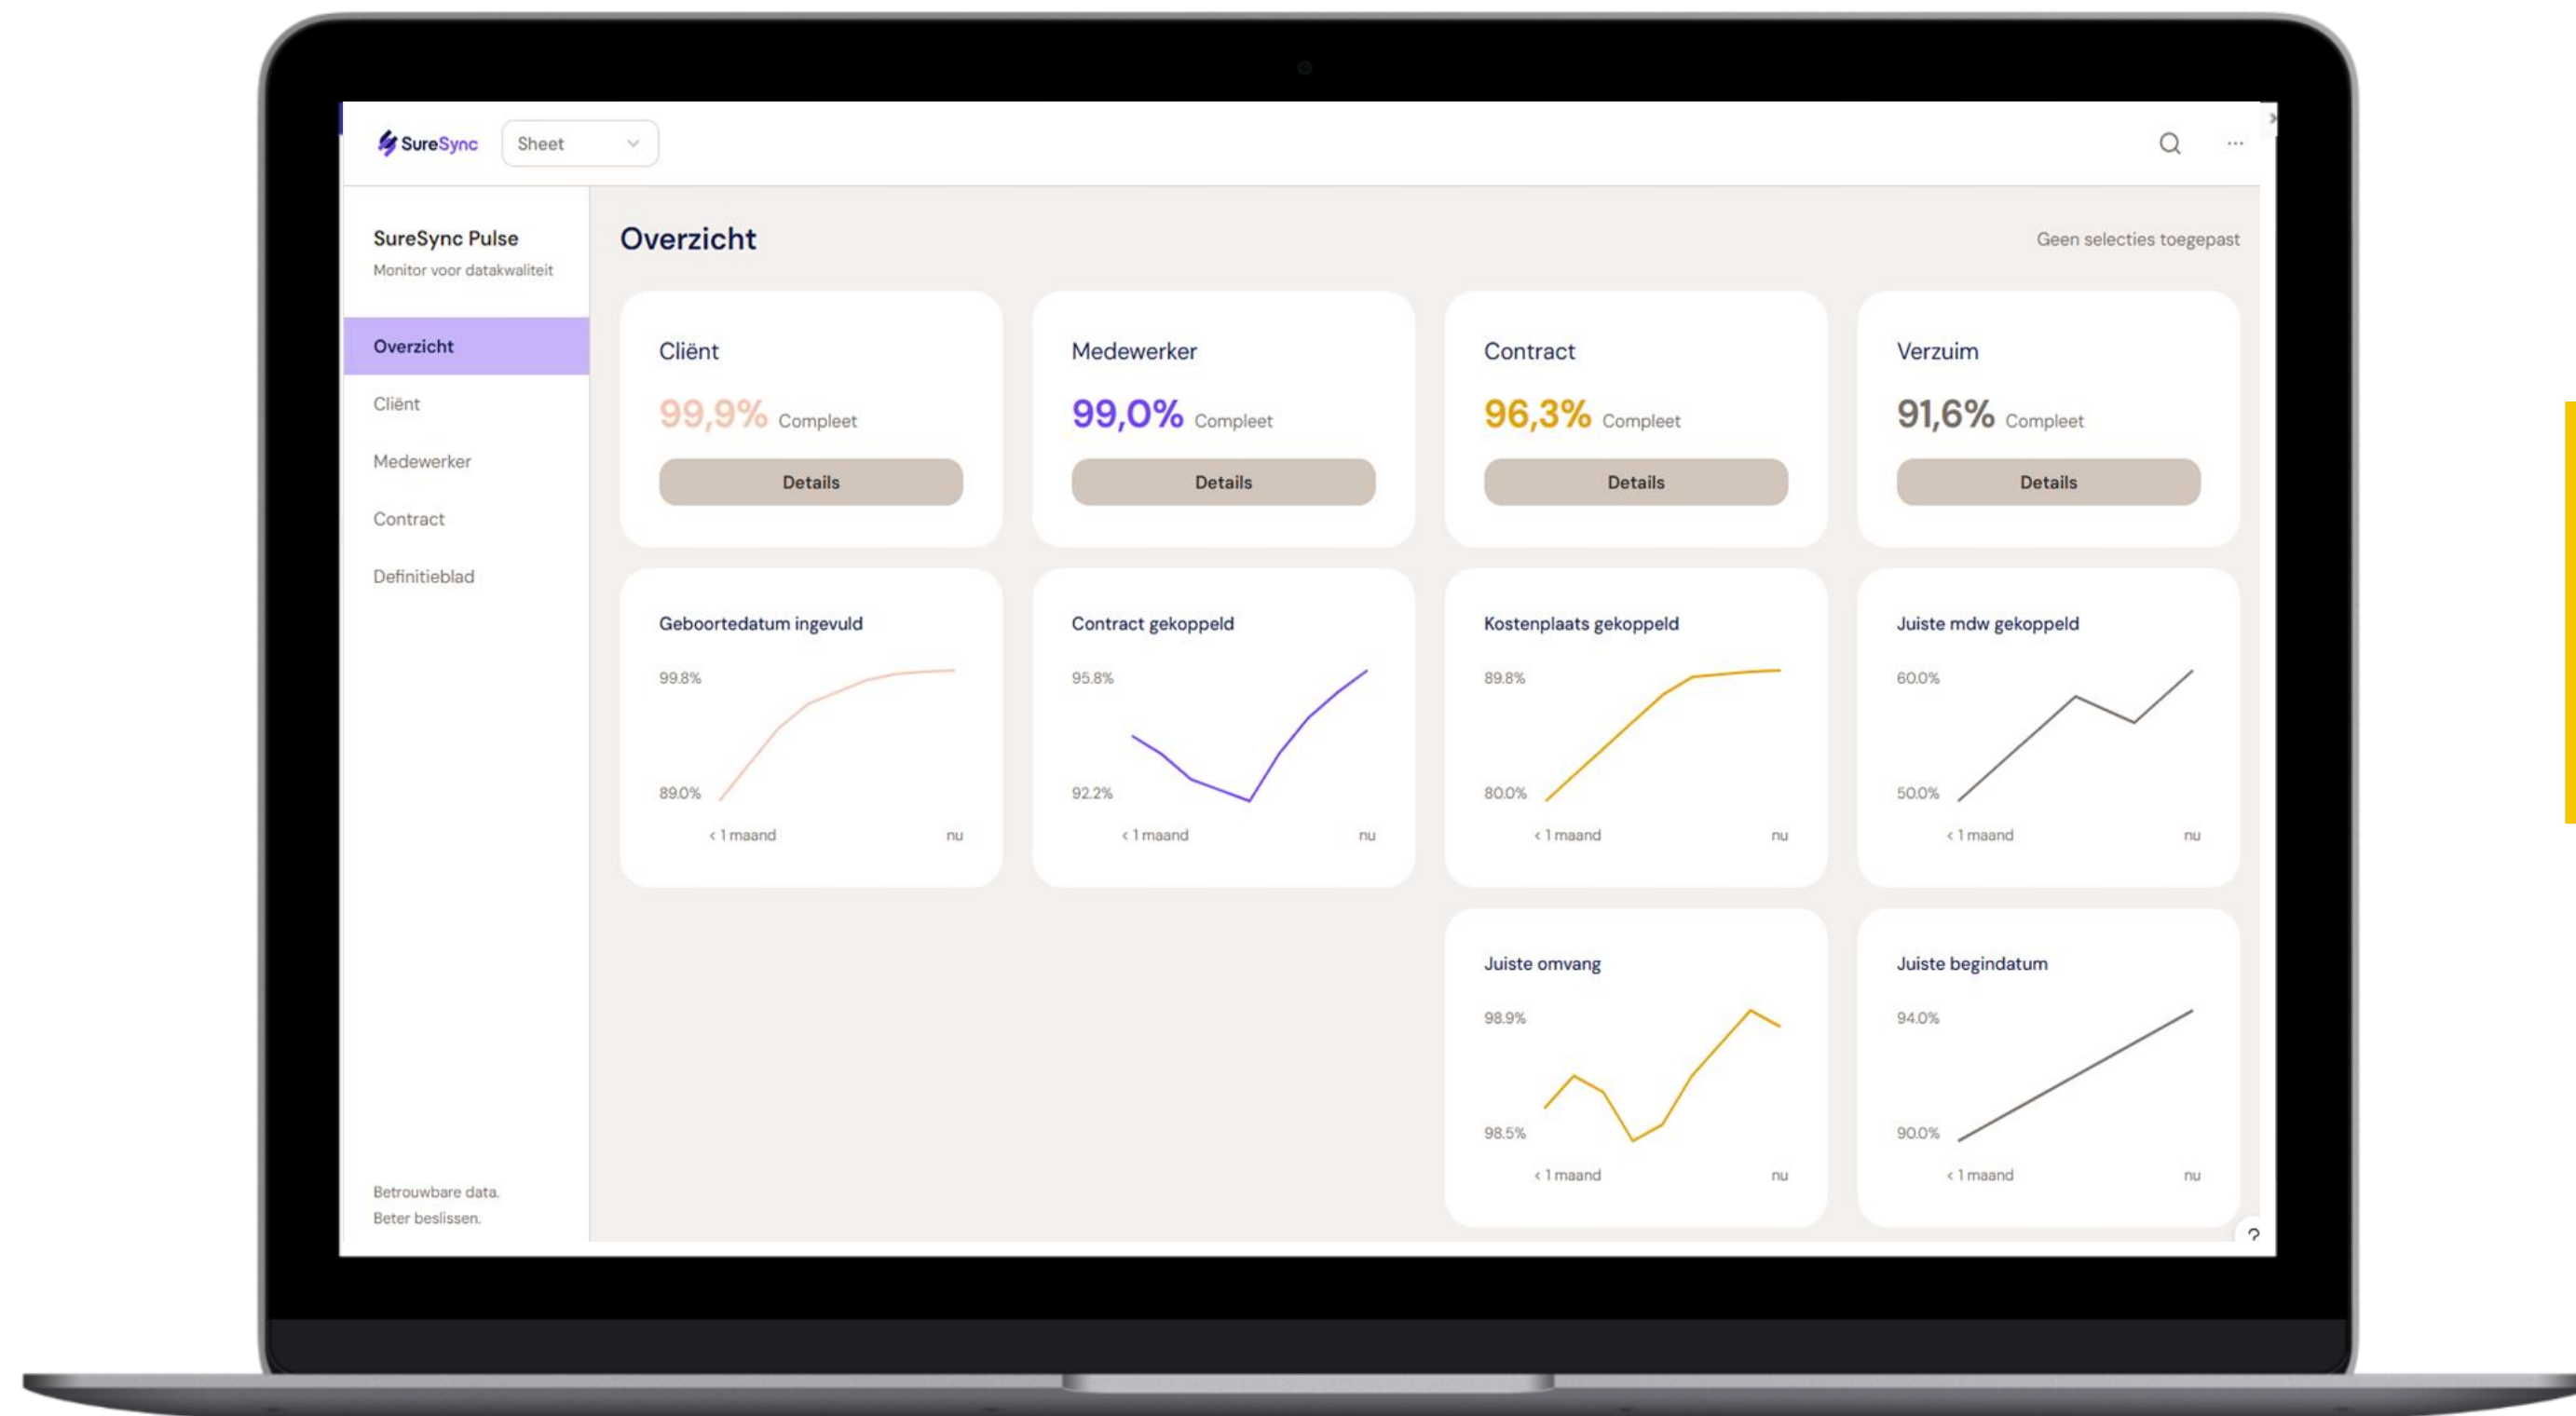 SureSync
Sheet
SureSync Pulse
Monitor voor datakwaliteit
Overzicht
Cliënt
Medewerker
Contract
Definitieblad
Betrouwbare data.
Beter beslissen.
Overzicht
Geen selecties toegepast
Cliënt
99,9% Compleet
Details
Medewerker
99,0% Compleet
Details
Contract
96,3% Compleet
Details
Verzuim
91,6% Compleet
Details
Geboortedatum ingevuld
99.8%
89.0%
< 1 maand nu
Contract gekoppeld
95.8%
92.2%
< 1 maand nu
Kostenplaats gekoppeld
89.8%
80.0%
< 1 maand nu
Juiste mdw gekoppeld
60.0%
50.0%
< 1 maand nu
Juiste omvang
98.9%
98.5%
< 1 maand nu
Juiste begindatum
94.0%
90.0%
< 1 maand nu
?